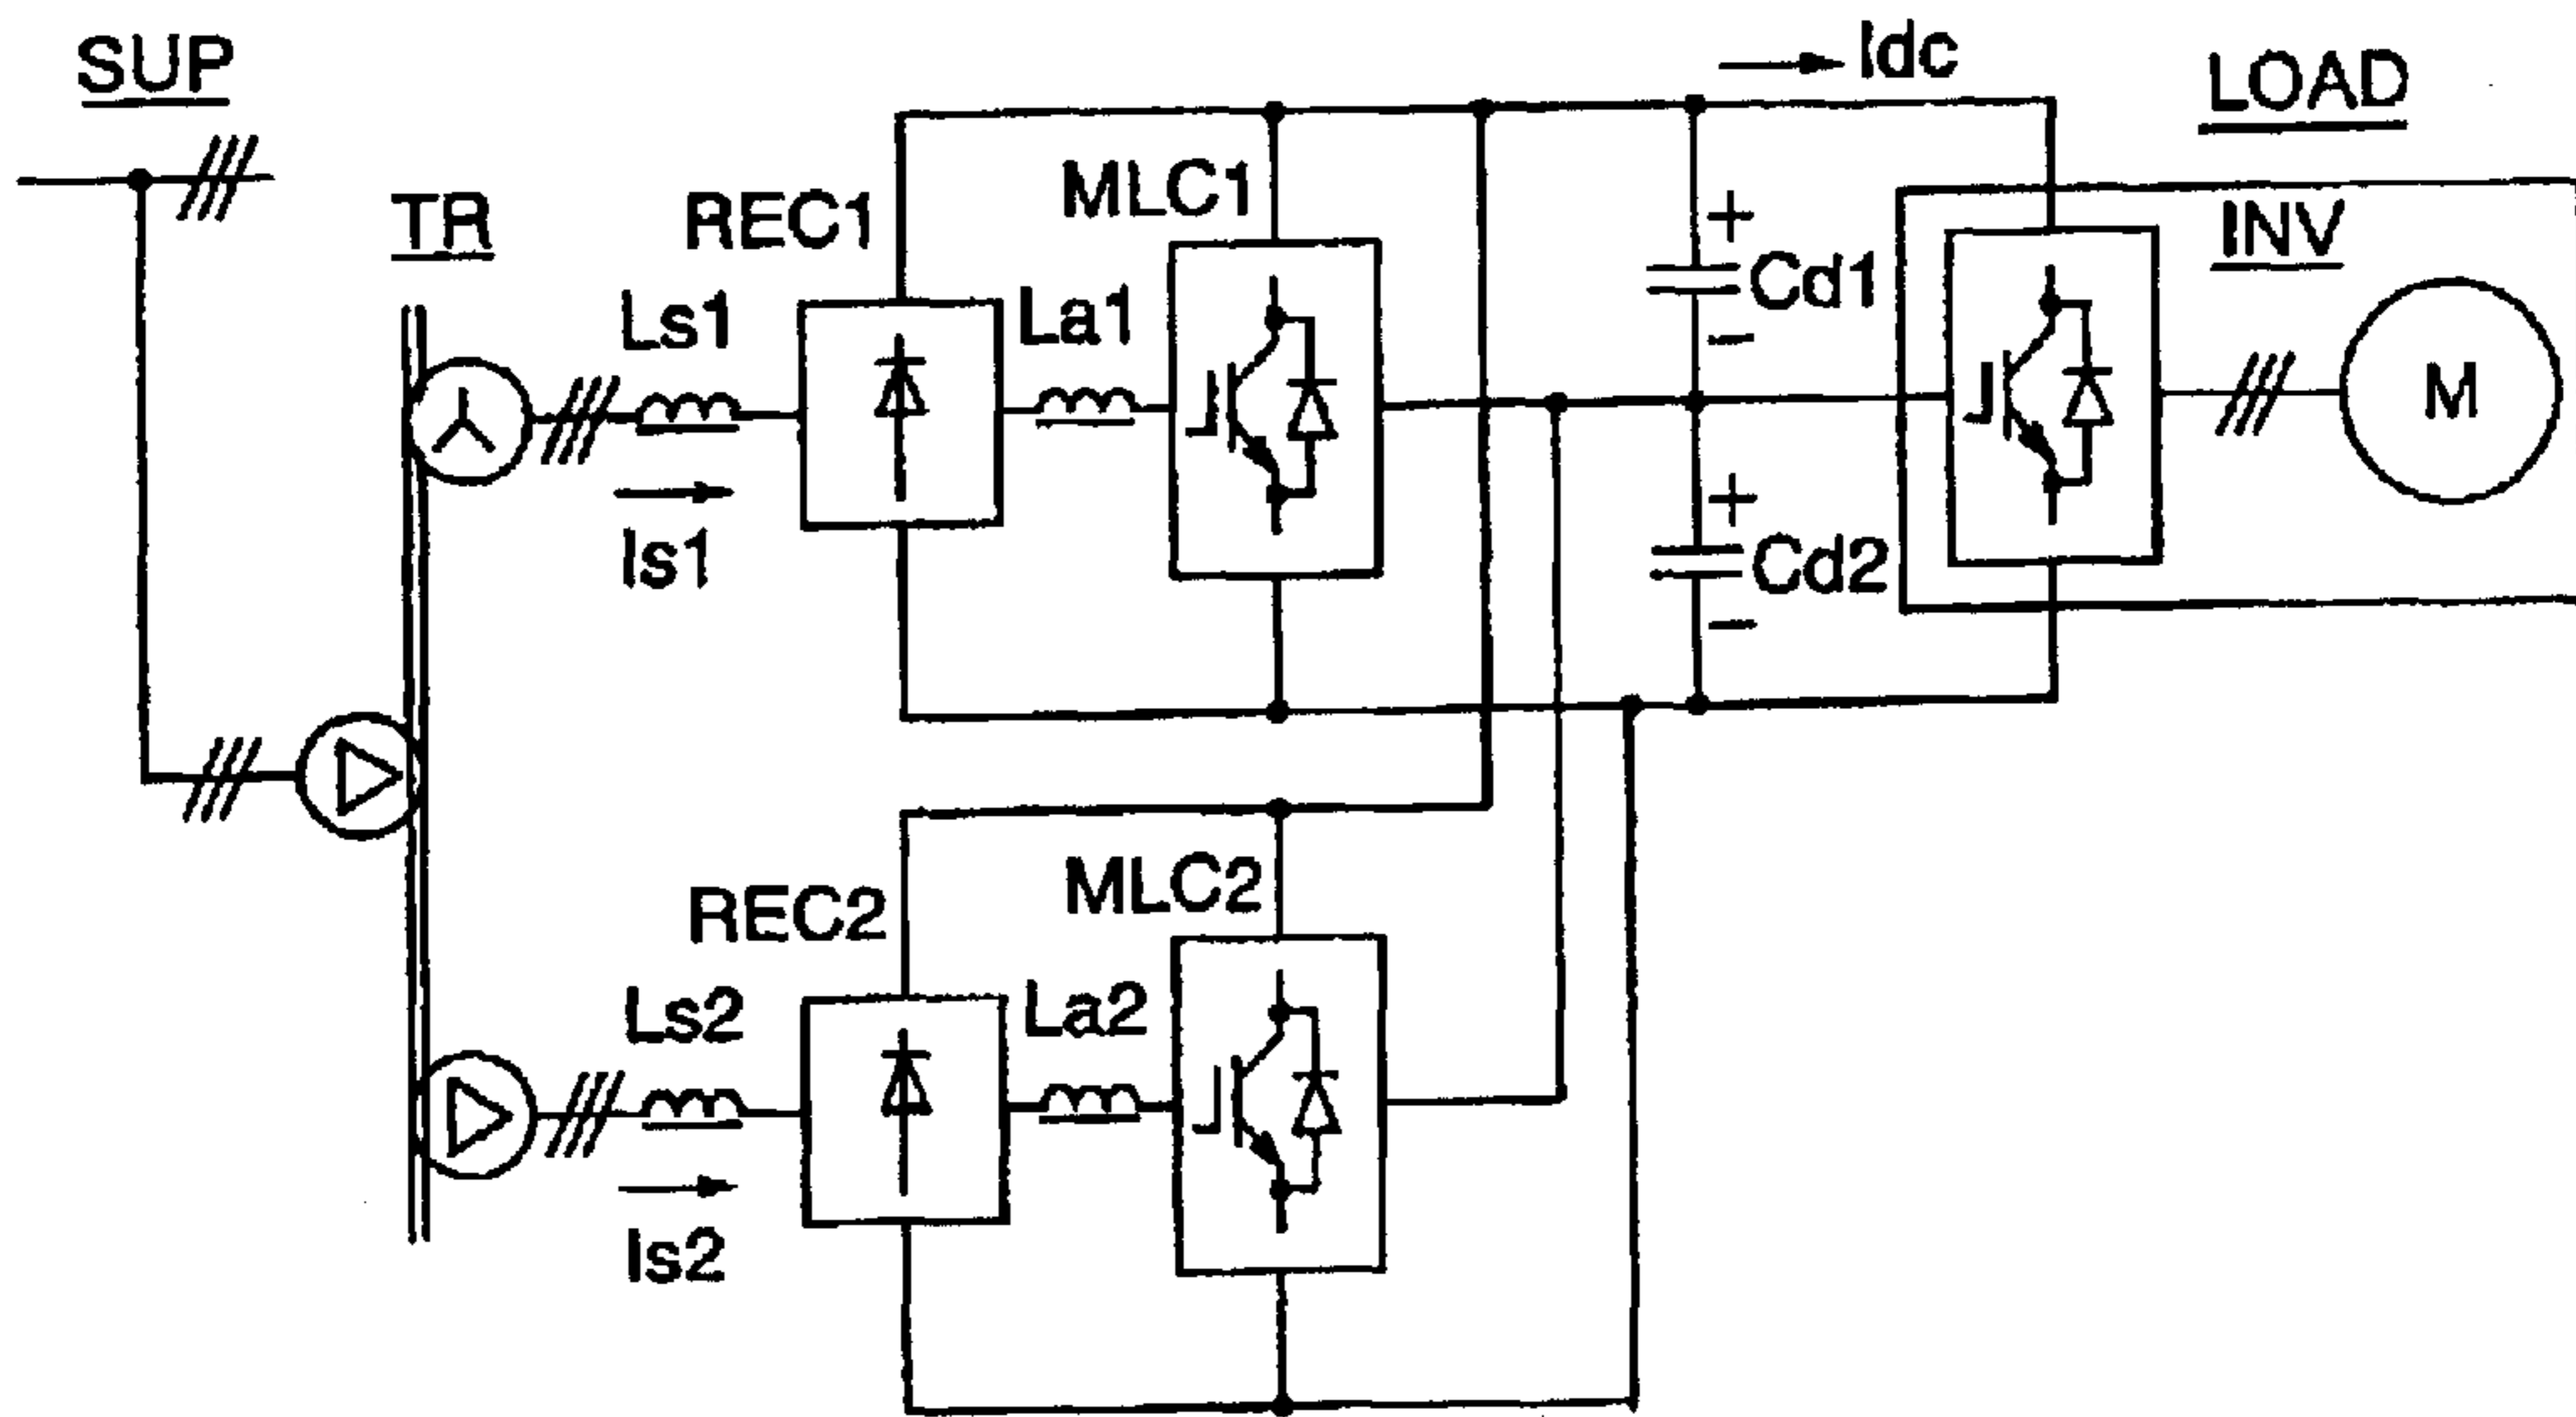 SUP
TR
Ls1
Is1
REC1
La1
MLC1
Idc
LOAD
+
Cd1
-
+
Cd2
-
INV
M
Ls2
Is2
REC2
La2
MLC2